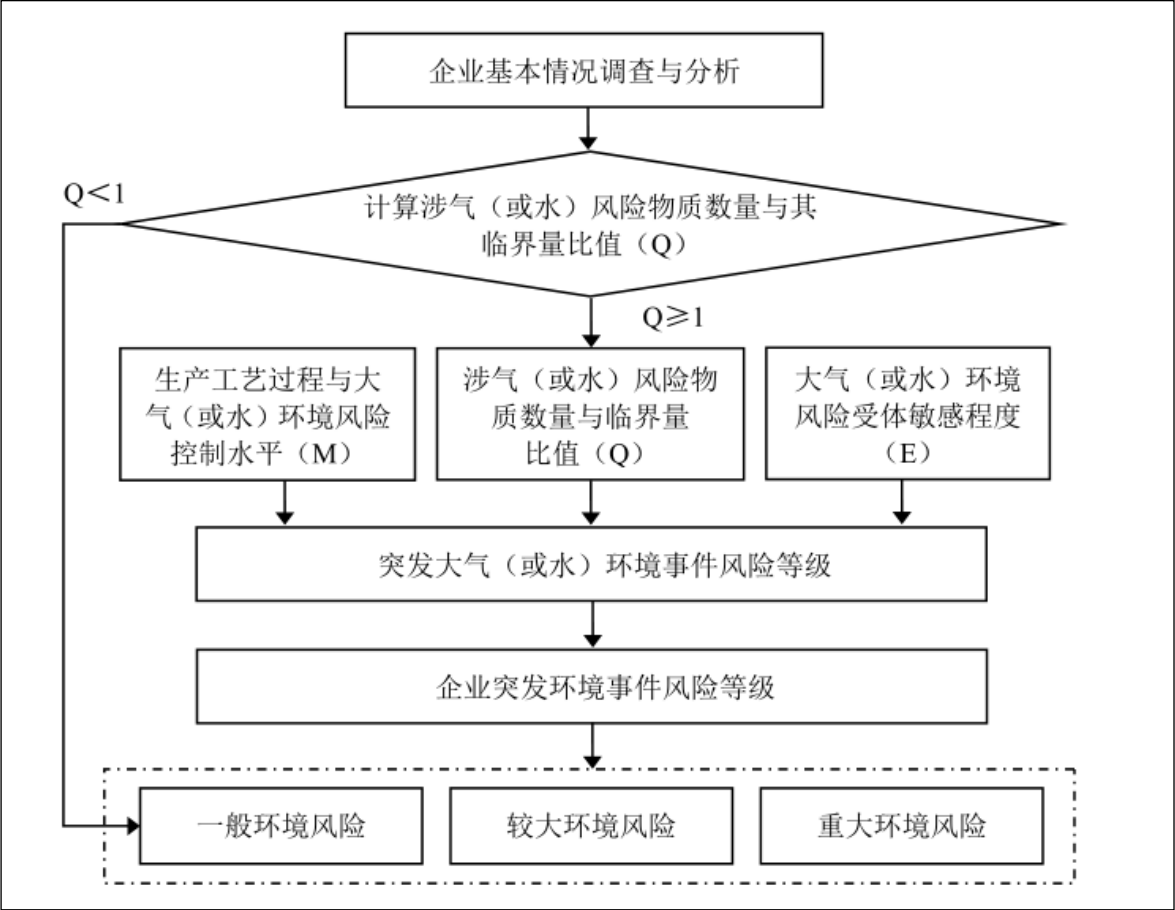 企业基本情况调查与分析
Q＜1
计算涉气（或水）风险物质数量与其
临界量比值（Q）
Q≥1
生产工艺过程与大
气（或水）环境风险
控制水平（M）
涉气（或水）风险物
质数量与临界量
比值（Q）
大气（或水）环境
风险受体敏感程度
（E）
突发大气（或水）环境事件风险等级
企业突发环境事件风险等级
一般环境风险
较大环境风险
重大环境风险